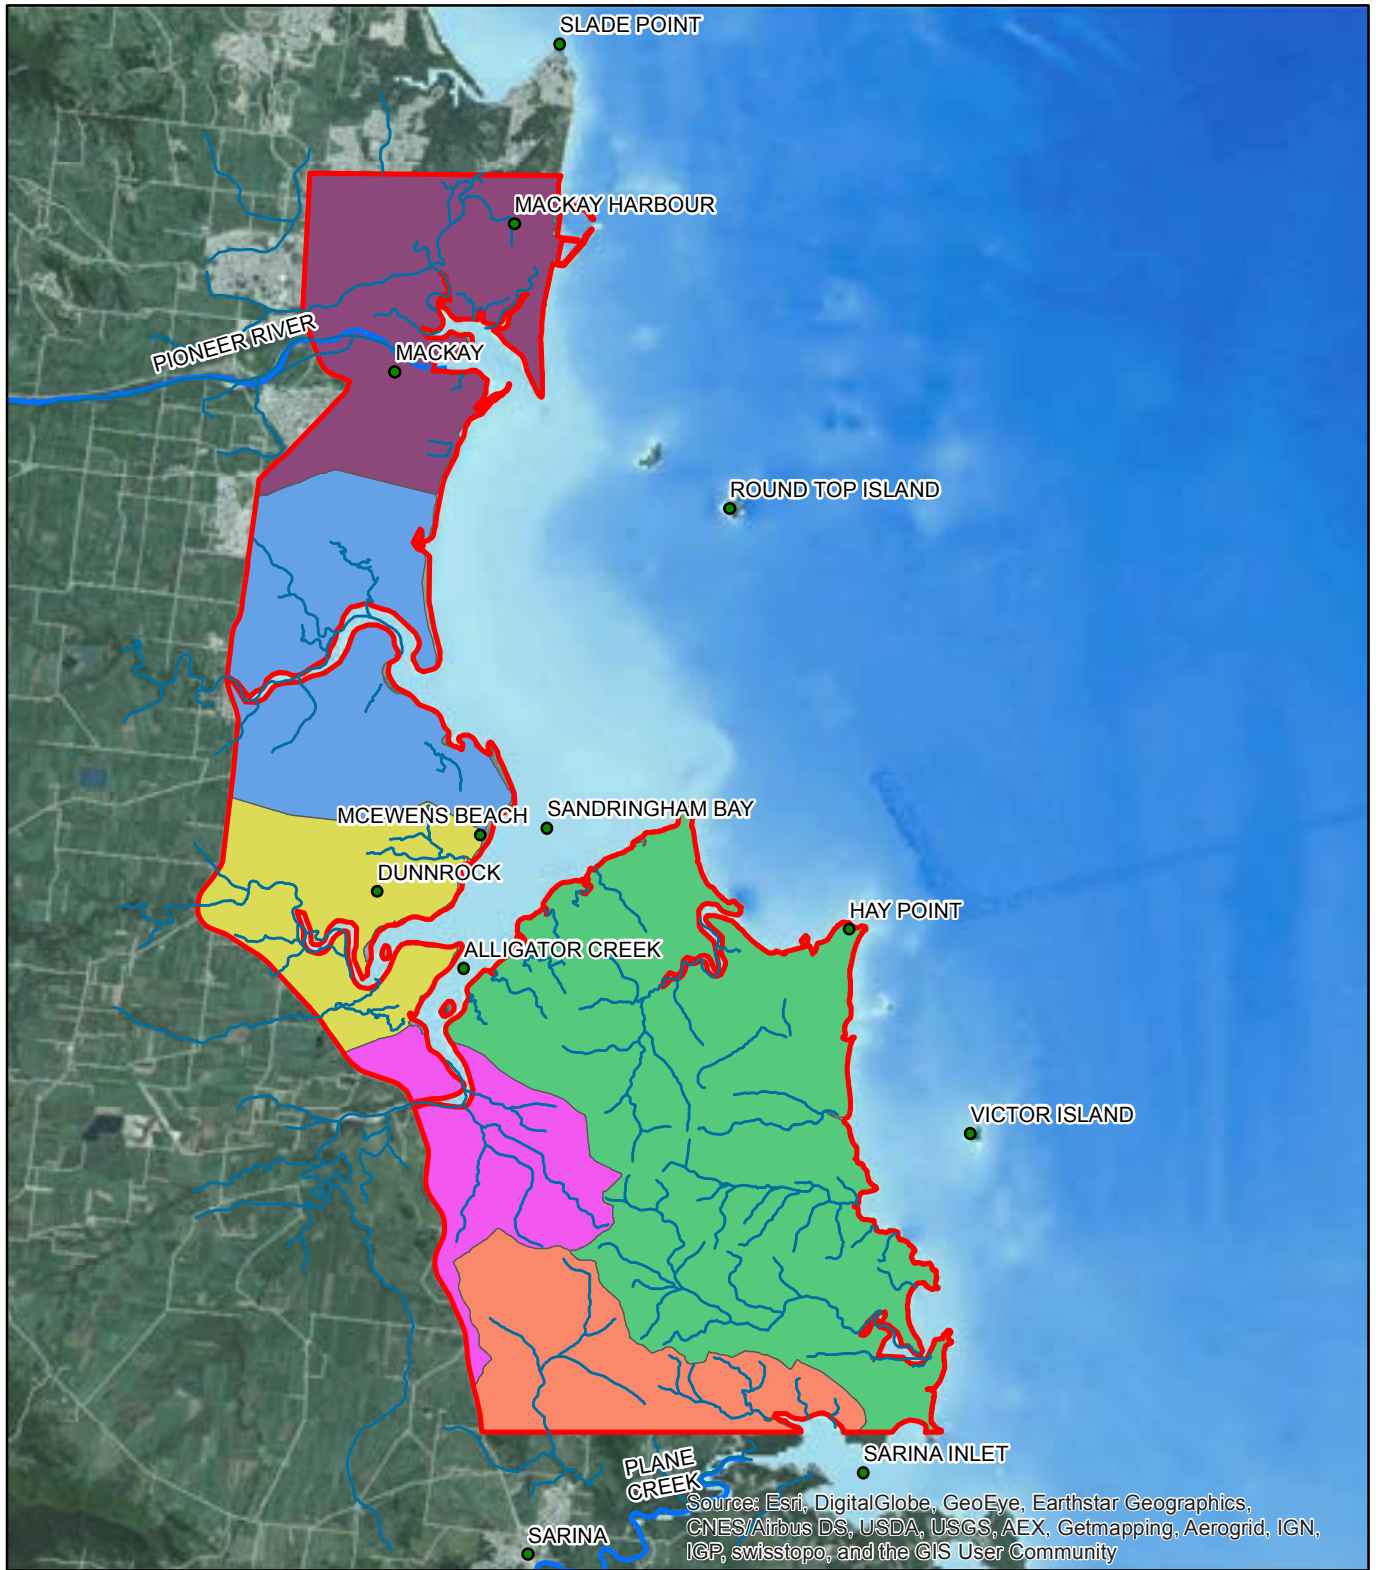 SLADE POINT
MACKAY HARBOUR
PIONEER RIVER
MACKAY
ROUND TOP ISLAND
MCEWENS BEACH
SANDRINGHAM BAY
DUNNROCK
HAY POINT
ALLIGATOR CREEK
VICTOR ISLAND
SARINA INLET
PLANE
CREEK
SARINA
Source: Esri, DigitalGlobe, GeoEye, Earthstar Geographics,
CNES/Airbus DS, USDA, USGS, AEX, Getmapping, Aerogrid, IGN,
IGP, swisstopo, and the GIS User Community